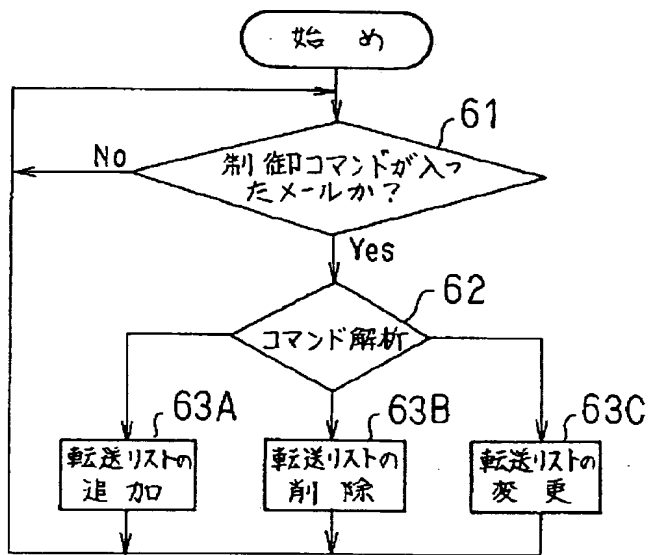 始め
61
制御コマンドが入っ
たメールか?
No
Yes
62
コマンド解析
63A
63B
63C
転送リストの
追加
転送リストの
削除
転送リストの
変更